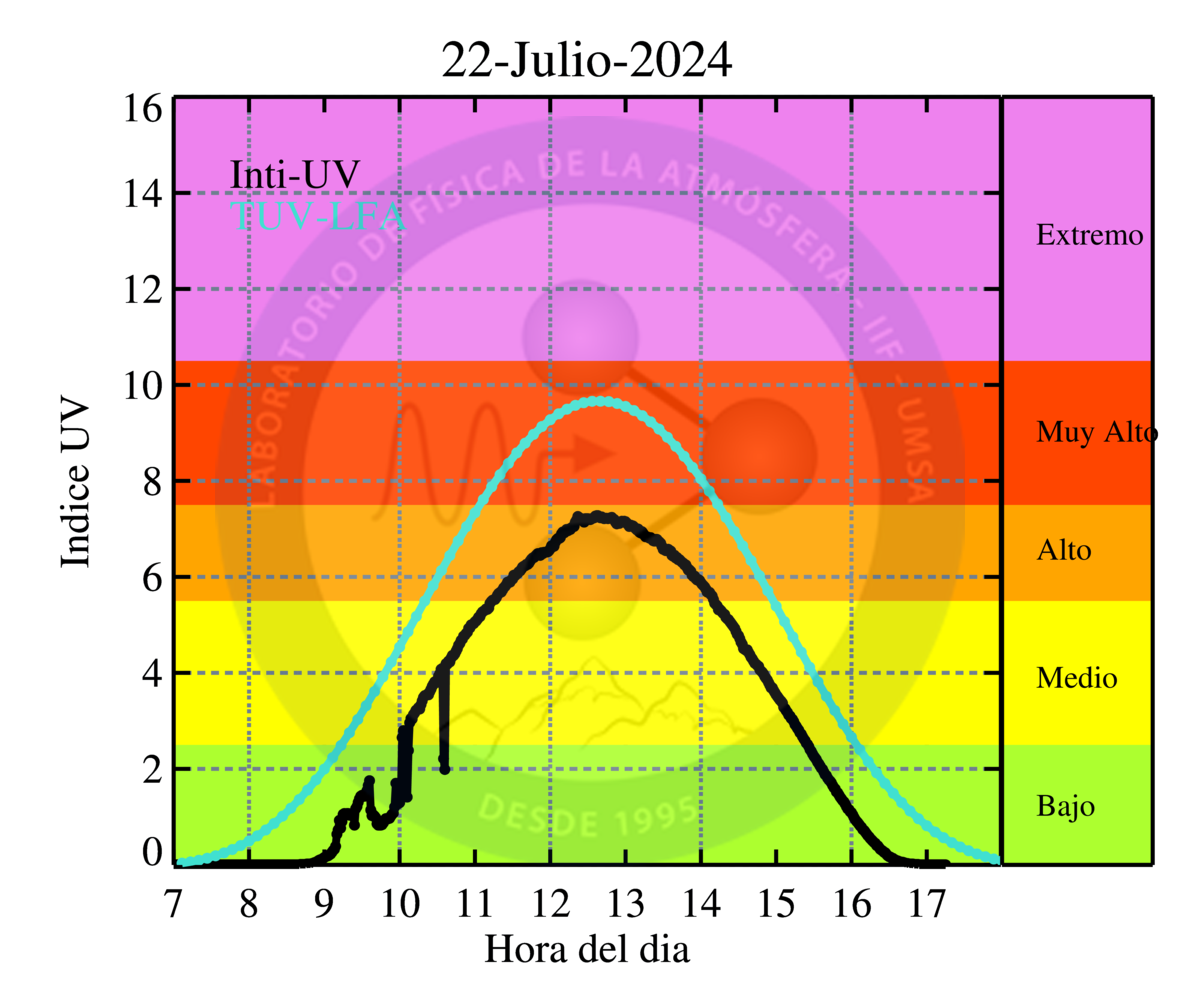 22-Julio-2024
Inti-UV
TUV-LFA
LABORATORIO DE FÍSICA DE LA ATMÓSFERA - IIF - UMSA
DESDE 1995
Indice UV
16
14
12
10
8
6
4
2
0
Extremo
Muy Alto
Alto
Medio
Bajo
7 8 9 10 11 12 13 14 15 16 17
Hora del dia